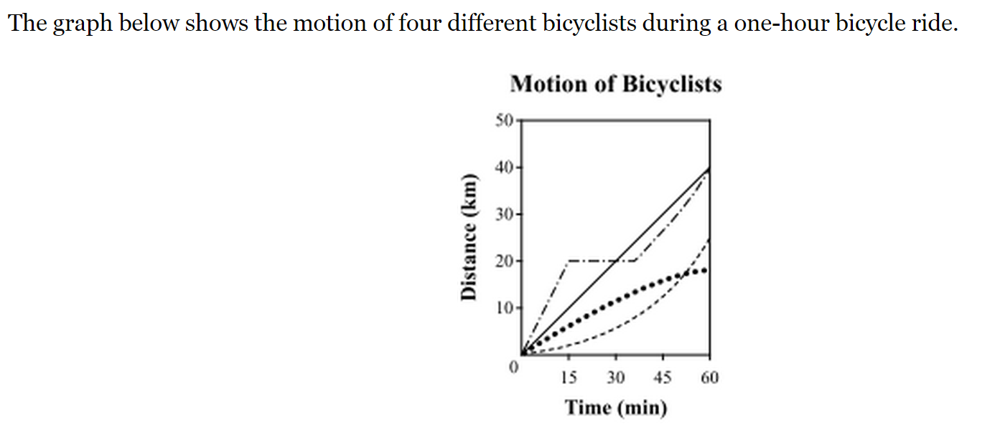 The graph below shows the motion of four different bicyclists during a one-hour bicycle ride.
Motion of Bicyclists
50
40
30
20
10
0
Distance (km)
15 30 45 60
Time (min)